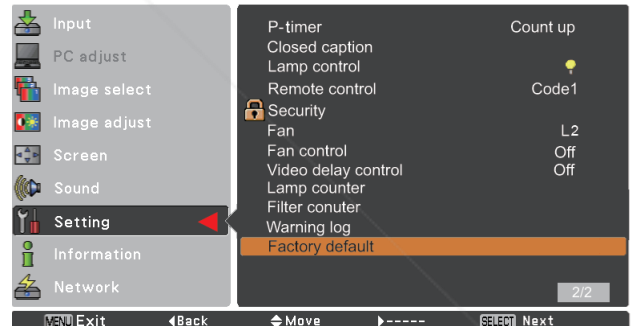 Input
PC adjust
Image select
Image adjust
Screen
Sound
Setting
Information
Network
P-timer Count up
Closed caption
Lamp control
Remote control Code1
Security
Fan L2
Fan control Off
Video delay control Off
Lamp counter
Filter conuter
Warning log
Factory default
2/2
MENU Exit Back Move ----- SELECT Next